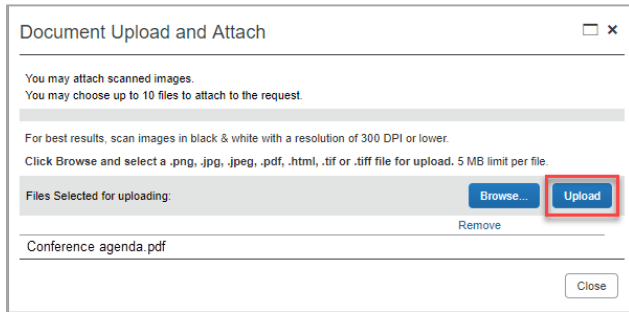 Document Upload and Attach
You may attach scanned images.
You may choose up to 10 files to attach to the request.
For best results, scan images in black & white with a resolution of 300 DPI or lower.
Click Browse and select a .png, .jpg, .jpeg, .pdf, .html, .tif or .tiff file for upload. 5 MB limit per file.
Files Selected for uploading: Browse... Upload
Remove
Conference agenda.pdf
Close